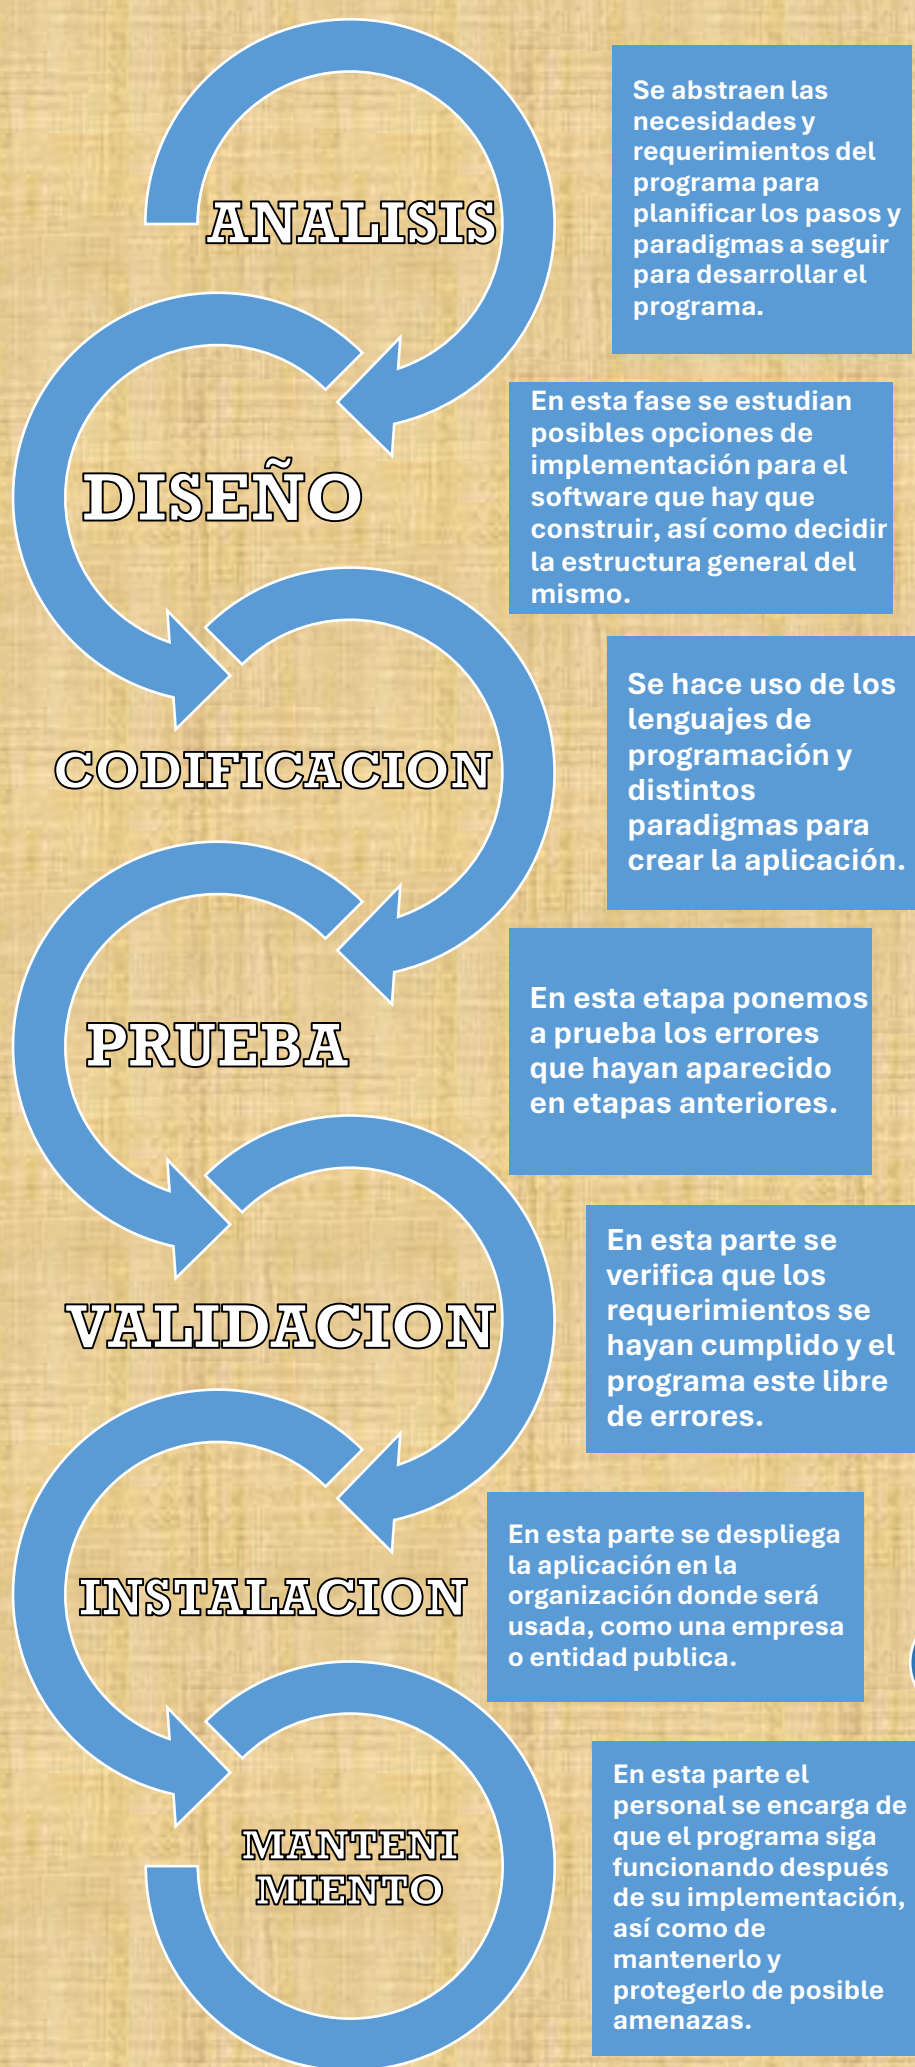 ANALISIS
Se abstraen las
necesidades y
requerimientos del
programa para
planificar los pasos y
paradigmas a seguir
para desarrollar el
programa.
DISEÑO
En esta fase se estudian
posibles opciones de
implementación para el
software que hay que
construir, así como decidir
la estructura general del
mismo.
CODIFICACION
Se hace uso de los
lenguajes de
programación y
distintos
paradigmas para
crear la aplicación.
PRUEBA
En esta etapa ponemos
a prueba los errores
que hayan aparecido
en etapas anteriores.
VALIDACION
En esta parte se
verifica que los
requerimientos se
hayan cumplido y el
programa este libre
de errores.
INSTALACION
En esta parte se despliega
la aplicación en la
organización donde será
usada, como una empresa
o entidad publica.
MANTENI
MIENTO
En esta parte el
personal se encarga de
que el programa siga
funcionando después
de su implementación,
así como de
mantenerlo y
protegerlo de posible
amenazas.